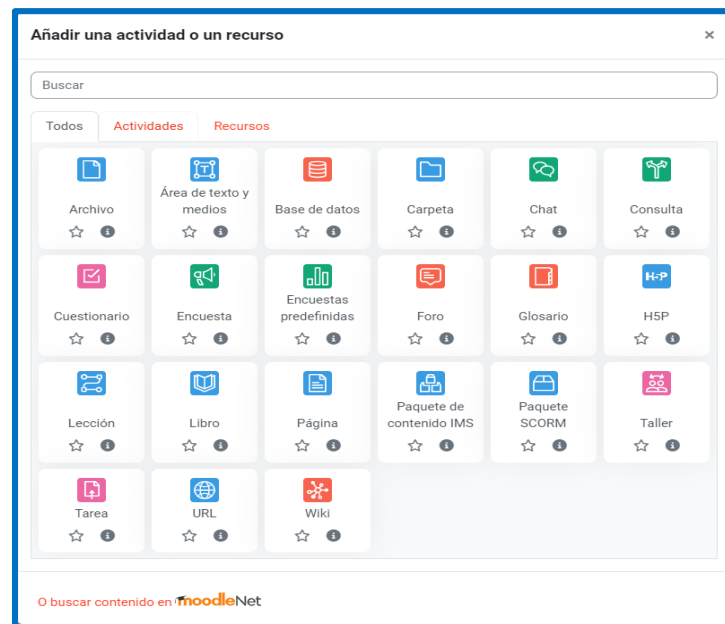 Añadir una actividad o un recurso ×
Buscar
Todos Actividades Recursos
Archivo
Área de texto y
medios
Base de datos
Carpeta
Chat
Consulta
Cuestionario
Encuesta
Encuestas
predefinidas
Foro
Glosario
H5P
H5P
Lección
Libro
Página
Paquete de
contenido IMS
Paquete
SCORM
Taller
Tarea
URL
Wiki
O buscar contenido en moodleNet